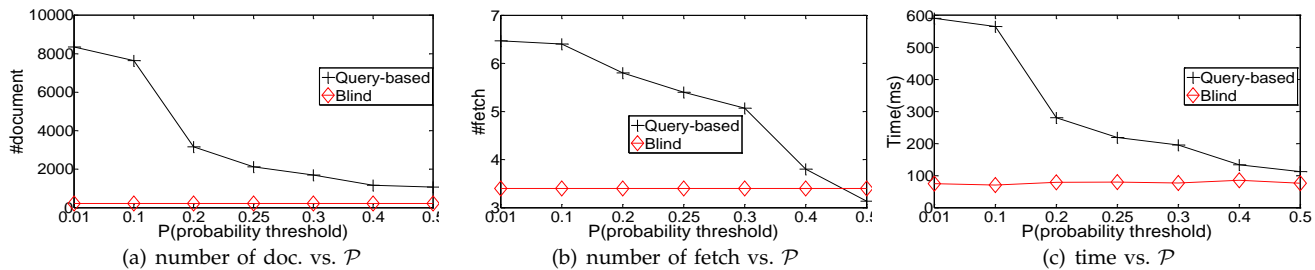 10000
8000
6000
4000
2000
0
#document
0.01 0.1 0.2 0.25 0.3 0.4 0.5
P(probability threshold)
Query-based
Blind
(a) number of doc. vs. P
7
6
5
4
3
#fetch
0.01 0.1 0.2 0.25 0.3 0.4 0.5
P(probability threshold)
Query-based
Blind
(b) number of fetch vs. P
600
500
400
300
200
100
0
Time(ms)
0.01 0.1 0.2 0.25 0.3 0.4 0.5
P(probability threshold)
Query-based
Blind
(c) time vs. P